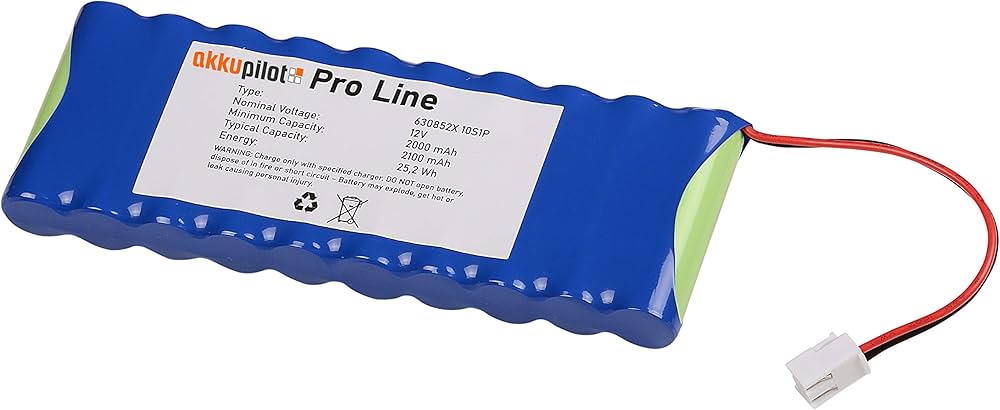 akkupilot Pro Line
Type: 630852X 10S1P
Nominal Voltage: 12V
Minimum Capacity: 2000 mAh
Typical Capacity: 2100 mAh
Energy: 25,2 Wh
WARNING: Charge only with specified charger. DO NOT open battery,
dispose of in fire or short circuit – Battery may explode, get hot or
leak causing personal injury.